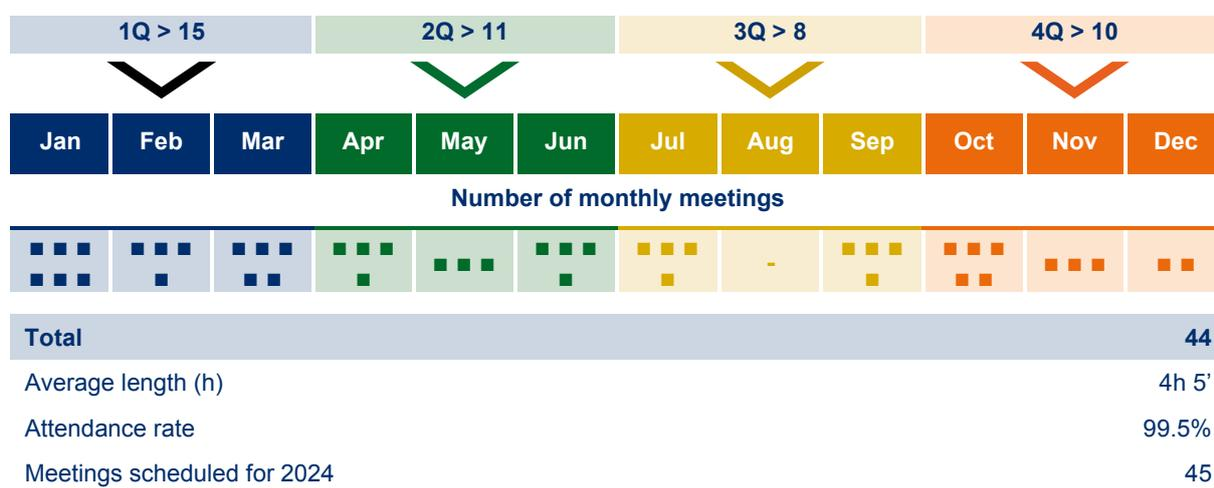 1Q > 15 2Q > 11 3Q > 8 4Q > 10
Jan Feb Mar Apr May Jun Jul Aug Sep Oct Nov Dec
Number of monthly meetings
-
Total 44
Average length (h) 4h 5’
Attendance rate 99.5%
Meetings scheduled for 2024 45